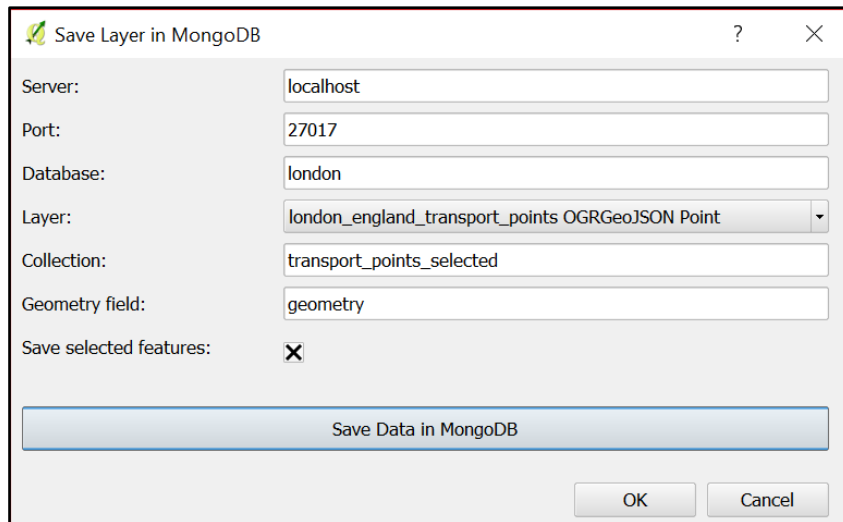 Save Layer in MongoDB ?
Server: localhost
Port: 27017
Database: london
Layer: london_england_transport_points OGRGeoJSON Point
Collection: transport_points_selected
Geometry field: geometry
Save selected features:
Save Data in MongoDB
OK Cancel